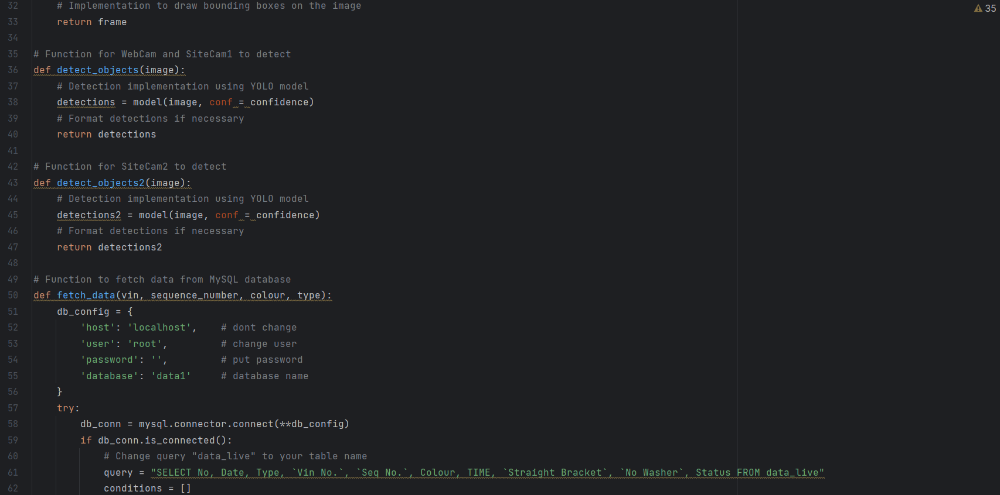 32 # Implementation to draw bounding boxes on the image
35
33 return frame
34
35 # Function for WebCam and SiteCam1 to detect
36 def detect_objects(image):
37 # Detection implementation using YOLO model
38 detections = model(image, conf = confidence)
39 # Format detections if necessary
40 return detections
41
42 # Function for SiteCam2 to detect
43 def detect_objects2(image):
44 # Detection implementation using YOLO model
45 detections2 = model(image, conf = confidence)
46 # Format detections if necessary
47 return detections2
48
49 # Function to fetch data from MySQL database
50 def fetch_data(vin, sequence_number, colour, type):
51 db_config = {
52 'host': 'localhost', # dont change
53 'user': 'root', # change user
54 'password': '', # put password
55 'database': 'data1' # database name
56 }
57 try:
58 db_conn = mysql.connector.connect(**db_config)
59 if db_conn.is_connected():
60 # Change query "data_live" to your table name
61 query = "SELECT No, Date, Type, `Vin No.`, `Seq No.`, Colour, TIME, `Straight Bracket`, `No Washer`, Status FROM data_live"
62 conditions = []